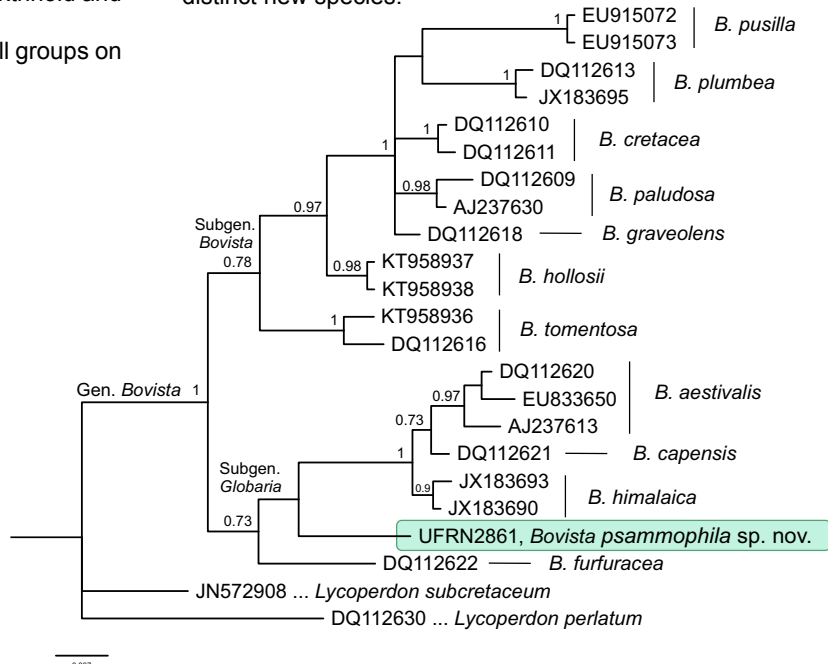 distinct new species.
ll groups on
1
EU915072
EU915073
B. pusilla
1
DQ112613
JX183695
B. plumbea
1
1
DQ112610
DQ112611
B. cretacea
0.98
DQ112609
AJ237630
B. paludosa
DQ112618
B. graveolens
0.97
0.98
KT958937
KT958938
B. hollosii
Subgen.
Bovista
0.78
1
KT958936
DQ112616
B. tomentosa
Gen. Bovista 1
0.97
DQ112620
EU833650
AJ237613
B. aestivalis
0.73
DQ112621
B. capensis
1
0.9
JX183693
JX183690
B. himalaica
Subgen.
Globaria
0.73
UFRN2861, Bovista psammophila sp. nov.
DQ112622
B. furfuracea
JN572908 ... Lycoperdon subcretaceum
DQ112630 ... Lycoperdon perlatum